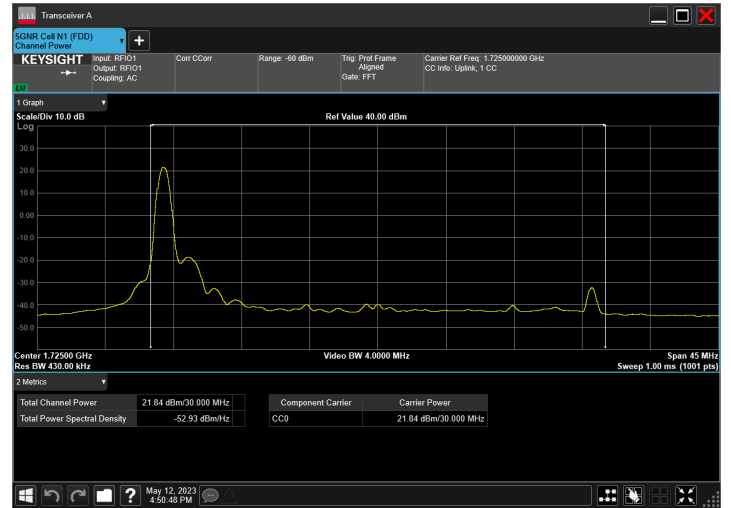 Transceiver A
5GNR Cell N1 (FDD)
Channel Power
KEYSIGHT
Input: RFIO1
Output: RFIO1
Coupling: AC
Corr CCorr
Range: -60 dBm
Trig: Prot Frame
Aligned
Gate: FFT
Carrier Ref Freq: 1.725000000 GHz
CC Info: Uplink, 1 CC
LXI
1 Graph
Scale/Div 10.0 dB
Ref Value 40.00 dBm
Log
30.0
20.0
10.0
0.00
-10.0
-20.0
-30.0
-40.0
-50.0
Center 1.72500 GHz
Video BW 4.0000 MHz
Span 45 MHz
Res BW 430.00 kHz
Sweep 1.00 ms (1001 pts)
2 Metrics
Total Channel Power 21.84 dBm/30.000 MHz
Total Power Spectral Density -52.93 dBm/Hz
Component Carrier Carrier Power
CC0 21.84 dBm/30.000 MHz
May 12, 2023
4:50:48 PM